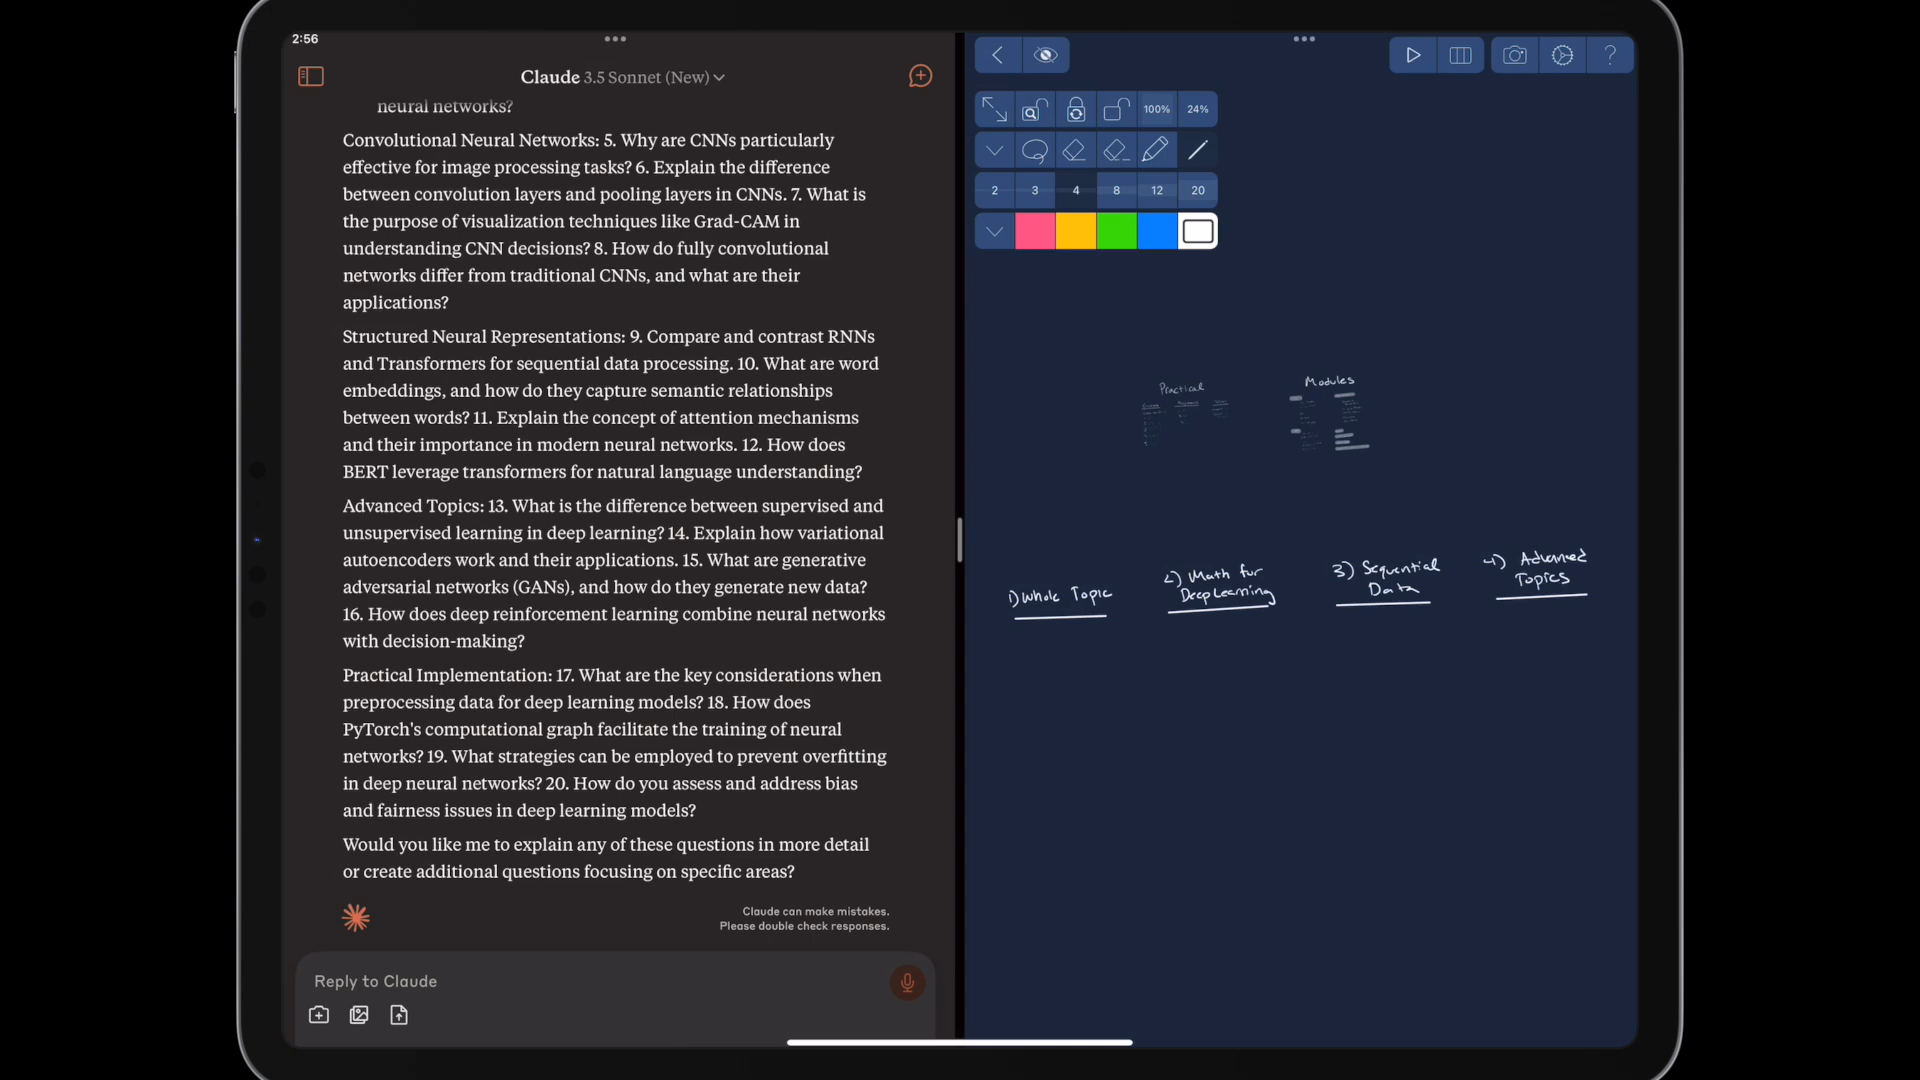 2:56
Claude 3.5 Sonnet (New)
neural networks?
Convolutional Neural Networks: 5. Why are CNNs particularly
effective for image processing tasks? 6. Explain the difference
between convolution layers and pooling layers in CNNs. 7. What is
the purpose of visualization techniques like Grad-CAM in
understanding CNN decisions? 8. How do fully convolutional
networks differ from traditional CNNs, and what are their
applications?
Structured Neural Representations: 9. Compare and contrast RNNs
and Transformers for sequential data processing. 10. What are word
embeddings, and how do they capture semantic relationships
between words? 11. Explain the concept of attention mechanisms
and their importance in modern neural networks. 12. How does
BERT leverage transformers for natural language understanding?
Advanced Topics: 13. What is the difference between supervised and
unsupervised learning in deep learning? 14. Explain how variational
autoencoders work and their applications. 15. What are generative
adversarial networks (GANs), and how do they generate new data?
16. How does deep reinforcement learning combine neural networks
with decision-making?
Practical Implementation: 17. What are the key considerations when
preprocessing data for deep learning models? 18. How does
PyTorch's computational graph facilitate the training of neural
networks? 19. What strategies can be employed to prevent overfitting
in deep neural networks? 20. How do you assess and address bias
and fairness issues in deep learning models?
Would you like me to explain any of these questions in more detail
or create additional questions focusing on specific areas?
Claude can make mistakes.
Please double check responses.
Reply to Claude
?
100% 24%
2 3 4 8 12 20
Practical
Modules
1) Whole Topic
2) Math for
Deep Learning
3) Sequential
Data
4) Advanced
Topics